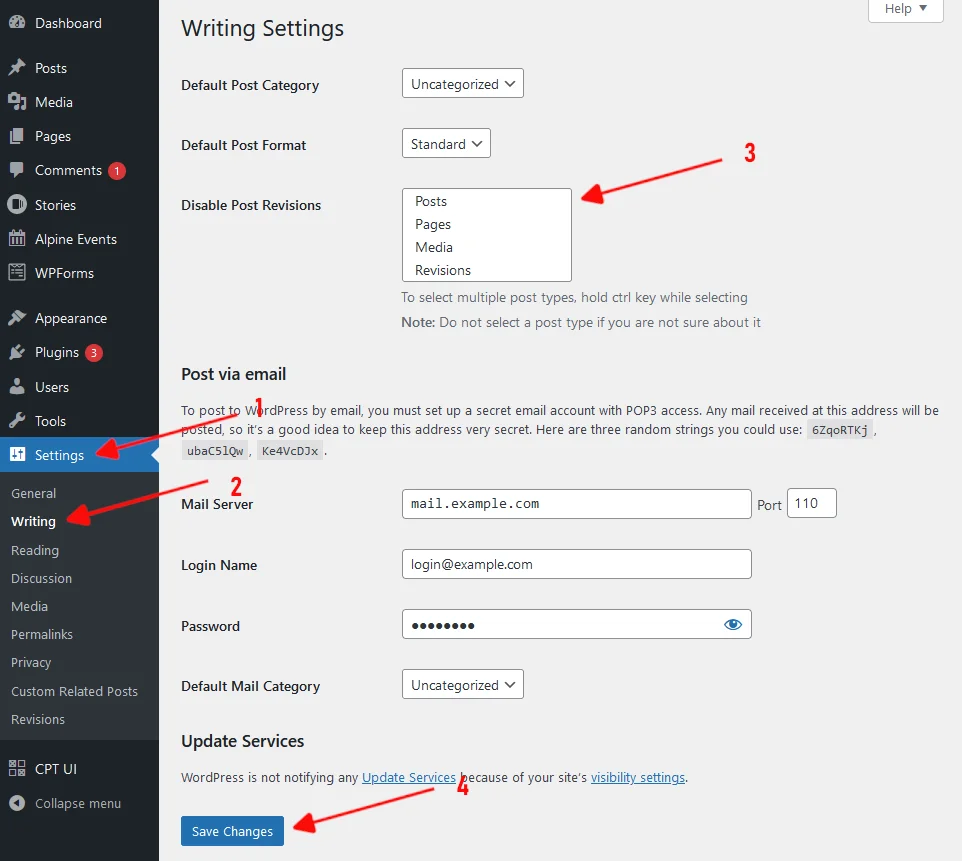 Dashboard
Posts
Media
Pages
Comments 1
Stories
Alpine Events
WPForms
Appearance
Plugins 3
Users
Tools
Settings
General
Writing
Reading
Discussion
Media
Permalinks
Privacy
Custom Related Posts
Revisions
CPT UI
Collapse menu
Help
Writing Settings
Default Post Category Uncategorized
Default Post Format Standard
3
Disable Post Revisions
Posts
Pages
Media
Revisions
To select multiple post types, hold ctrl key while selecting
Note: Do not select a post type if you are not sure about it
Post via email
1
To post to WordPress by email, you must set up a secret email account with POP3 access. Any mail received at this address will be
posted, so it's a good idea to keep this address very secret. Here are three random strings you could use: 6ZqoRTKj ,
ubaC5lQw , Ke4VcDJx .
2
Mail Server mail.example.com Port 110
Login Name login@example.com
Password ••••••••
Default Mail Category Uncategorized
Update Services
WordPress is not notifying any Update Services because of your site's visibility settings.
4
Save Changes